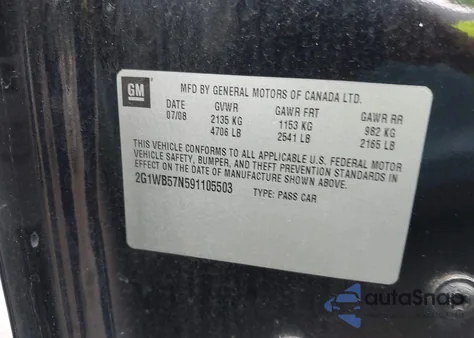 GM
MFD BY GENERAL MOTORS OF CANADA LTD.
DATE GVWR GAWR FRT GAWR RR
07/08 2135 KG 1153 KG 982 KG
4706 LB 2541 LB 2165 LB
THIS VEHICLE CONFORMS TO ALL APPLICABLE U.S. FEDERAL MOTOR
VEHICLE SAFETY, BUMPER, AND THEFT PREVENTION STANDARDS IN
EFFECT ON THE DATE OF MANUFACTURE SHOWN ABOVE.
2G1WB57N591105503 TYPE: PASS CAR
autoSnap